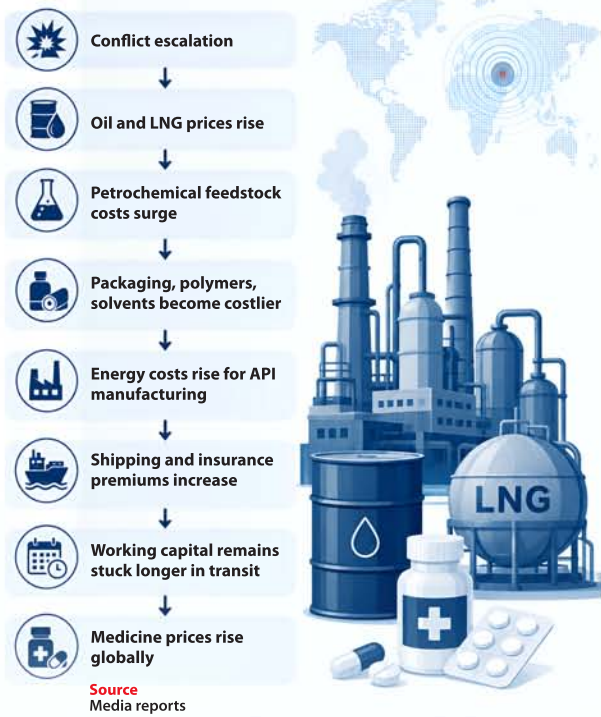 Conflict escalation
Oil and LNG prices rise
Petrochemical feedstock
costs surge
Packaging, polymers,
solvents become costlier
Energy costs rise for API
manufacturing
Shipping and insurance
premiums increase
Working capital remains
stuck longer in transit
Medicine prices rise
globally
LNG
Source
Media reports